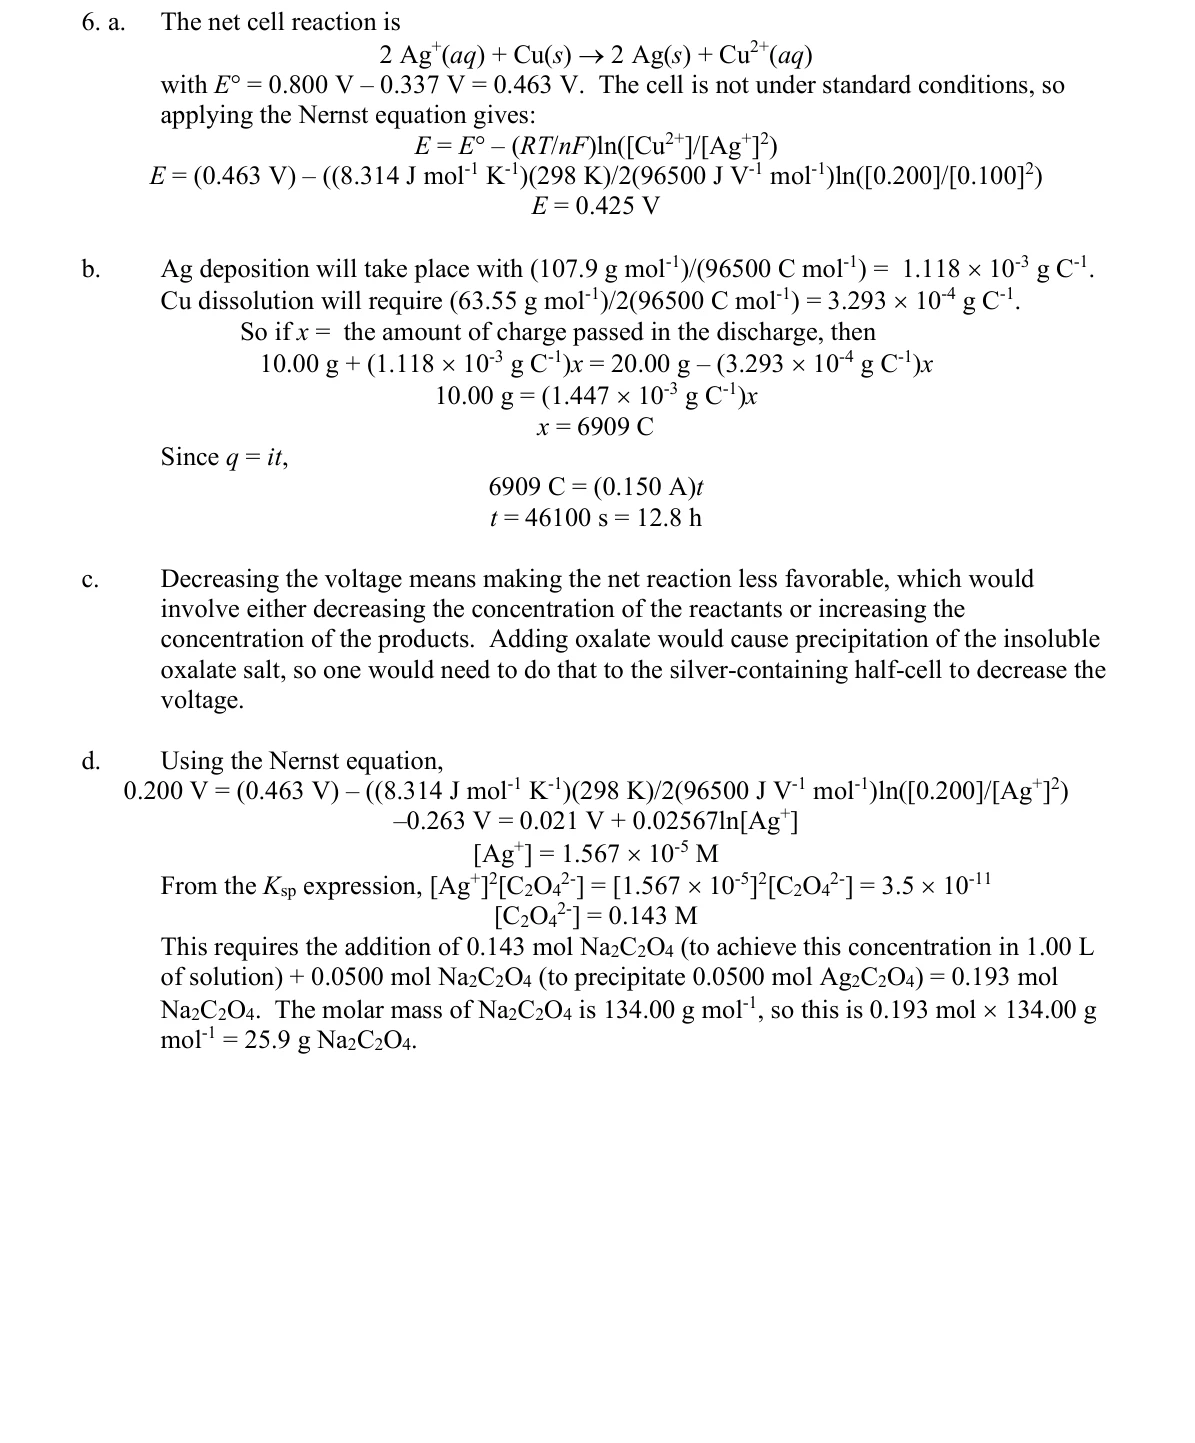 6. a. The net cell reaction is
2 Ag⁺(aq) + Cu(s) → 2 Ag(s) + Cu²⁺(aq)
with E° = 0.800 V – 0.337 V = 0.463 V. The cell is not under standard conditions, so
applying the Nernst equation gives:
E = E° – (RT/nF)ln([Cu²⁺]/[Ag⁺]²)
E = (0.463 V) – ((8.314 J mol⁻¹ K⁻¹)(298 K)/2(96500 J V⁻¹ mol⁻¹)ln([0.200]/[0.100]²)
E = 0.425 V
b. Ag deposition will take place with (107.9 g mol⁻¹)/(96500 C mol⁻¹) = 1.118 × 10⁻³ g C⁻¹.
Cu dissolution will require (63.55 g mol⁻¹)/2(96500 C mol⁻¹) = 3.293 × 10⁻⁴ g C⁻¹.
So if x = the amount of charge passed in the discharge, then
10.00 g + (1.118 × 10⁻³ g C⁻¹)x = 20.00 g – (3.293 × 10⁻⁴ g C⁻¹)x
10.00 g = (1.447 × 10⁻³ g C⁻¹)x
x = 6909 C
Since q = it,
6909 C = (0.150 A)t
t = 46100 s = 12.8 h
c. Decreasing the voltage means making the net reaction less favorable, which would
involve either decreasing the concentration of the reactants or increasing the
concentration of the products. Adding oxalate would cause precipitation of the insoluble
oxalate salt, so one would need to do that to the silver-containing half-cell to decrease the
voltage.
d. Using the Nernst equation,
0.200 V = (0.463 V) – ((8.314 J mol⁻¹ K⁻¹)(298 K)/2(96500 J V⁻¹ mol⁻¹)ln([0.200]/[Ag⁺]²)
–0.263 V = 0.021 V + 0.02567ln[Ag⁺]
[Ag⁺] = 1.567 × 10⁻⁵ M
From the Kₛₚ expression, [Ag⁺]²[C₂O₄²⁻] = [1.567 × 10⁻⁵]²[C₂O₄²⁻] = 3.5 × 10⁻¹¹
[C₂O₄²⁻] = 0.143 M
This requires the addition of 0.143 mol Na₂C₂O₄ (to achieve this concentration in 1.00 L
of solution) + 0.0500 mol Na₂C₂O₄ (to precipitate 0.0500 mol Ag₂C₂O₄) = 0.193 mol
Na₂C₂O₄. The molar mass of Na₂C₂O₄ is 134.00 g mol⁻¹, so this is 0.193 mol × 134.00 g
mol⁻¹ = 25.9 g Na₂C₂O₄.